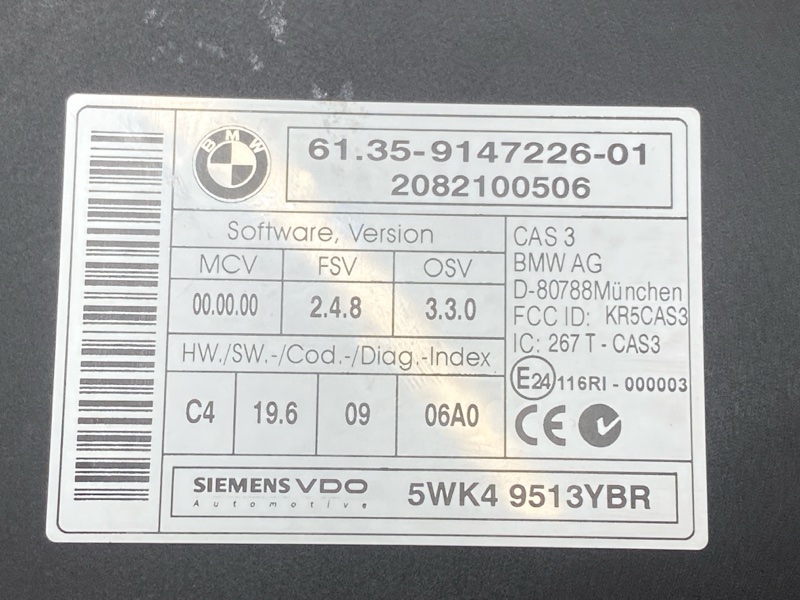 BMW
61.35-9147226-01
2082100506
Software, Version
MCV FSV OSV
00.00.00 2.4.8 3.3.0
HW./SW.-/Cod.-/Diag.-Index
C4 19.6 09 06A0
CAS 3
BMW AG
D-80788München
FCC ID: KR5CAS3
IC: 267 T - CAS3
E24 116RI - 000003
CE
SIEMENS VDO
Automotive
5WK4 9513YBR